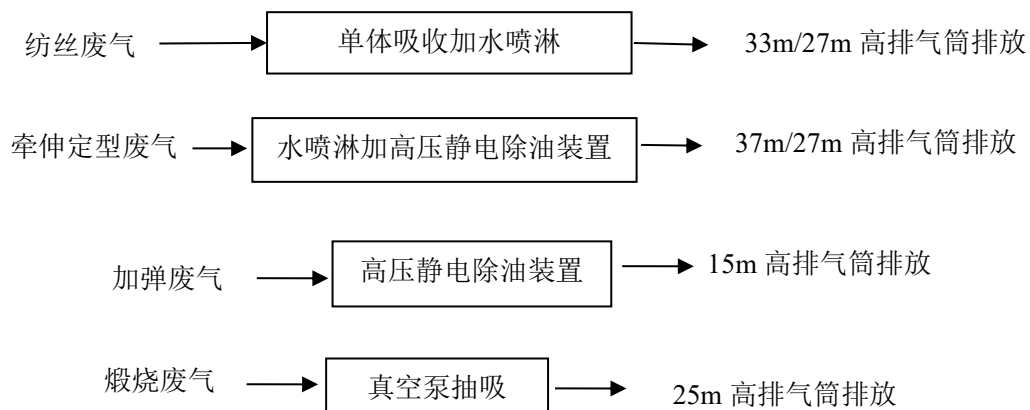 纺丝废气 单体吸收加水喷淋 33m/27m 高排气筒排放
牵伸定型废气 水喷淋加高压静电除油装置 37m/27m 高排气筒排放
加弹废气 高压静电除油装置 15m 高排气筒排放
煅烧废气 真空泵抽吸 25m 高排气筒排放